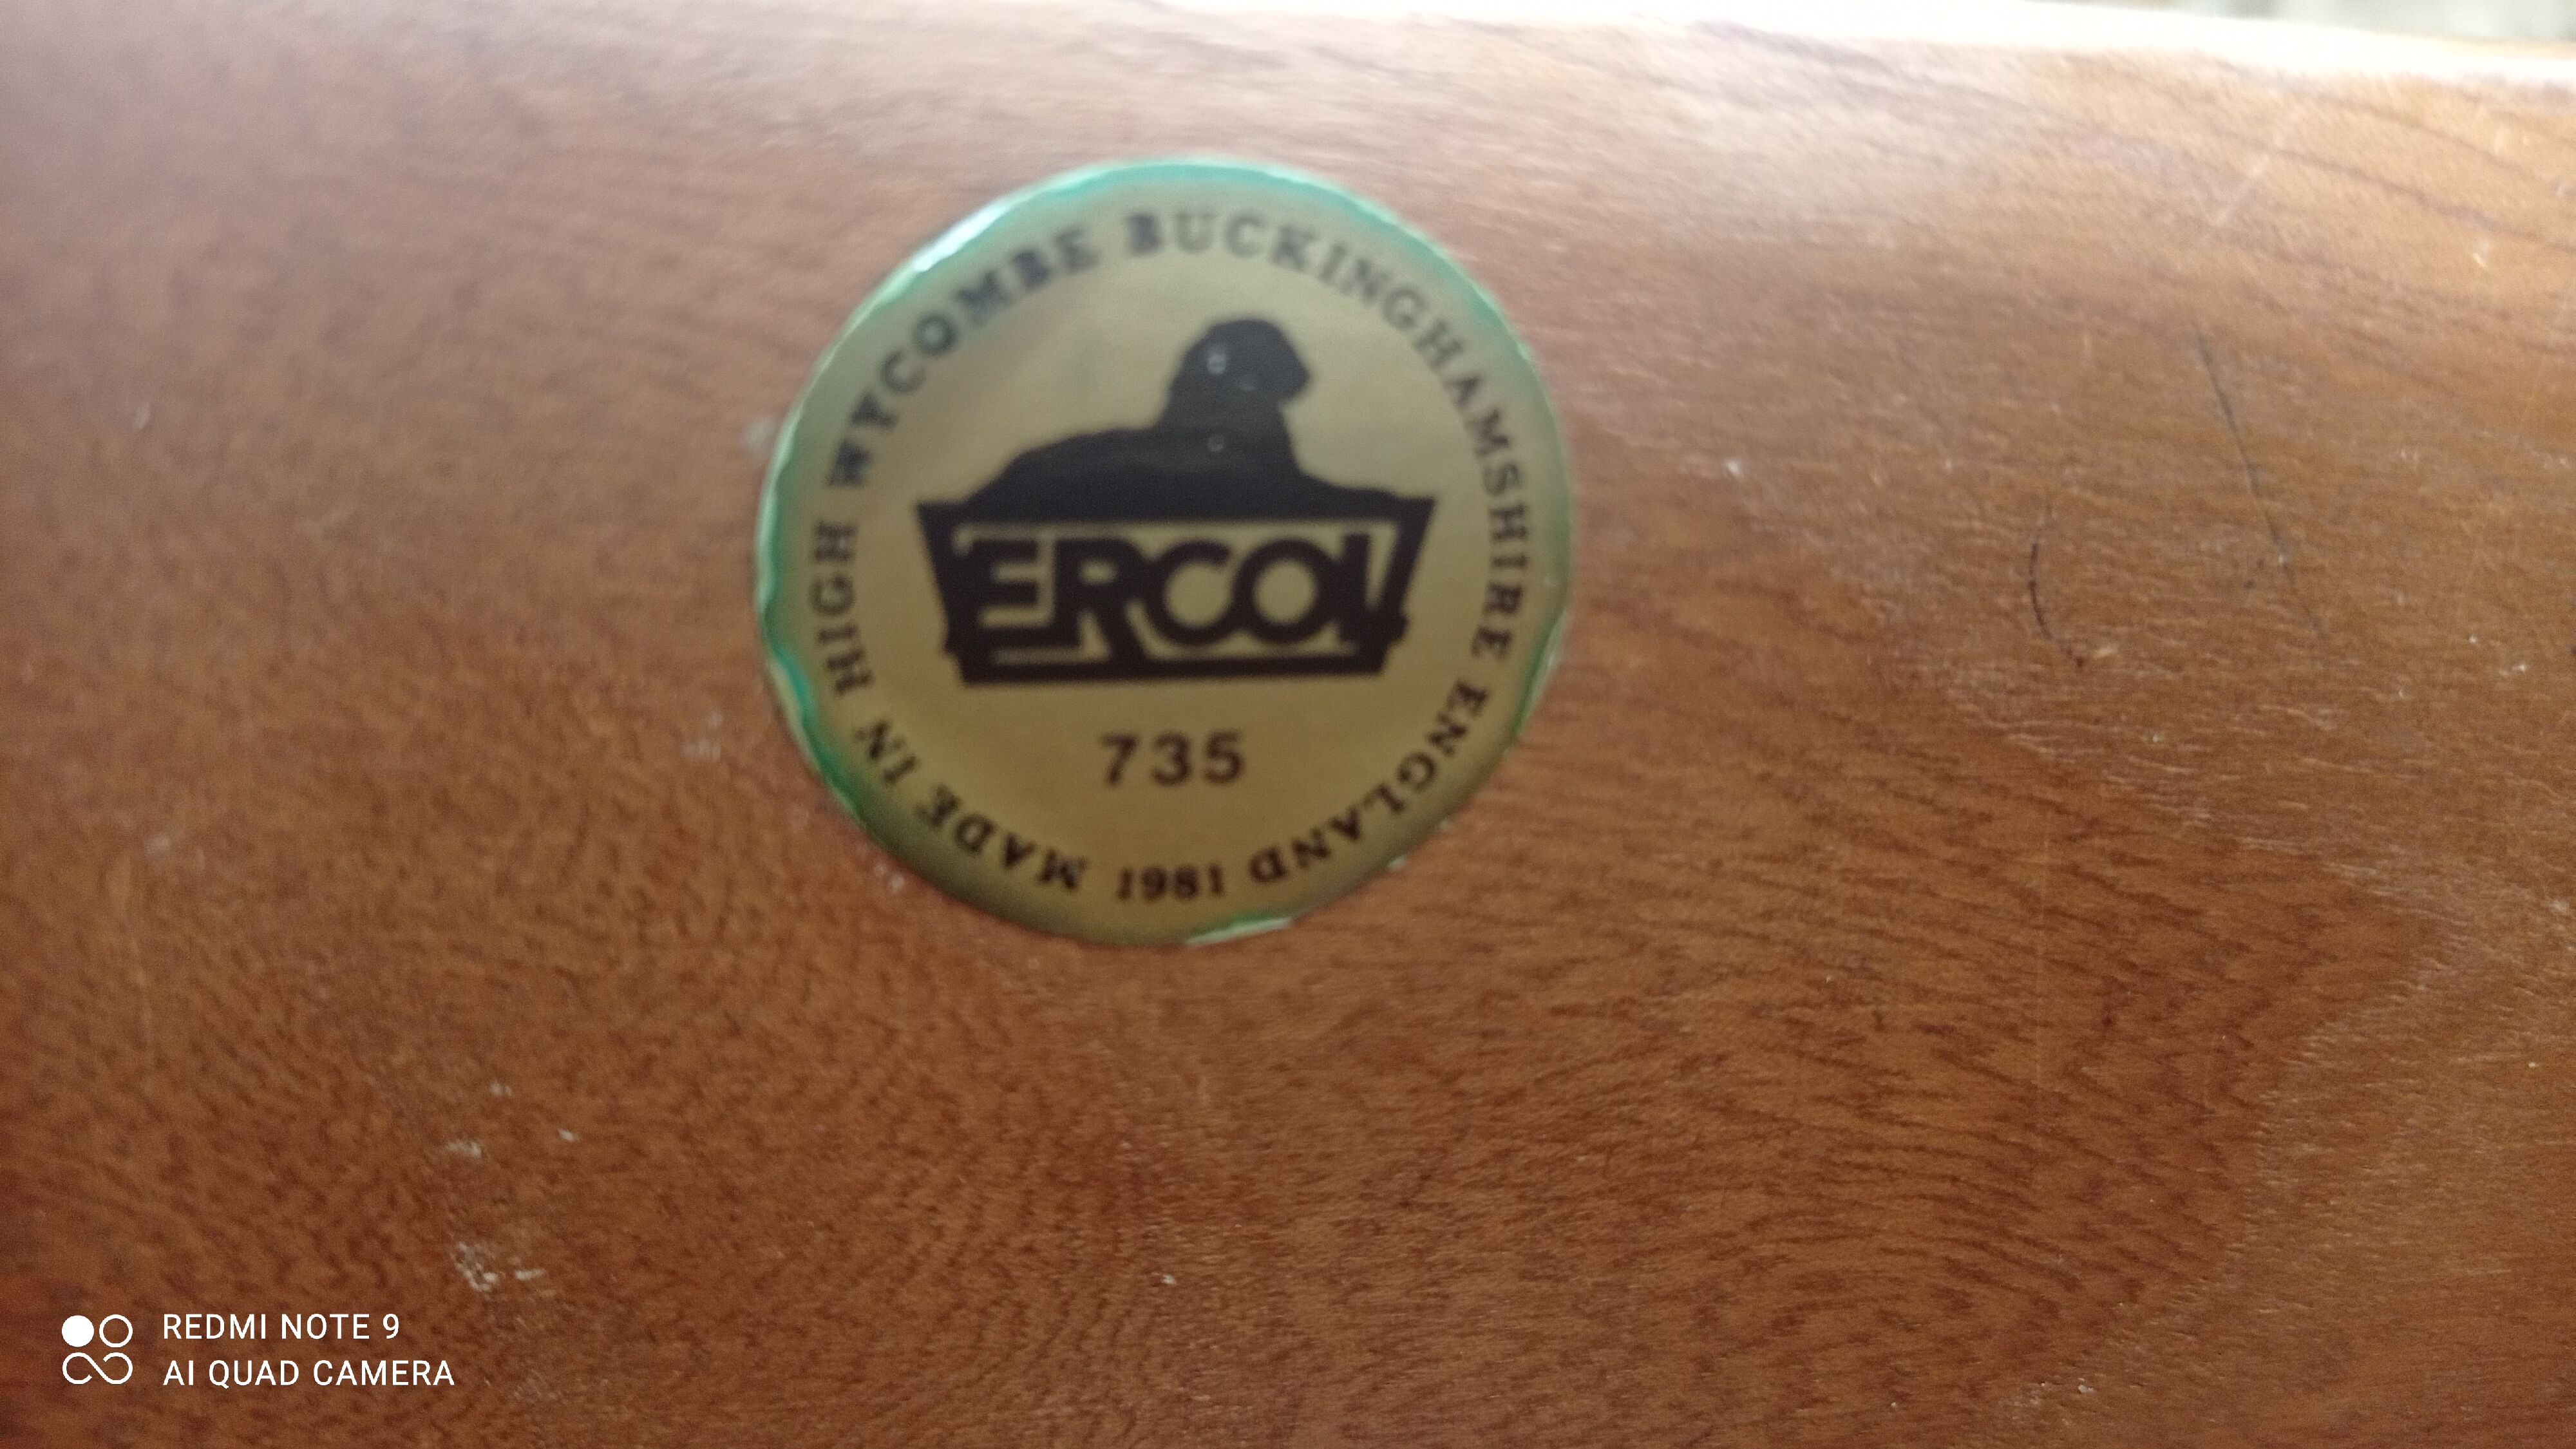 MADE IN HIGH WYCOMBE BUCKINGHAMSHIRE ENGLAND
ERCOL
735
1981
REDMI NOTE 9
AI QUAD CAMERA